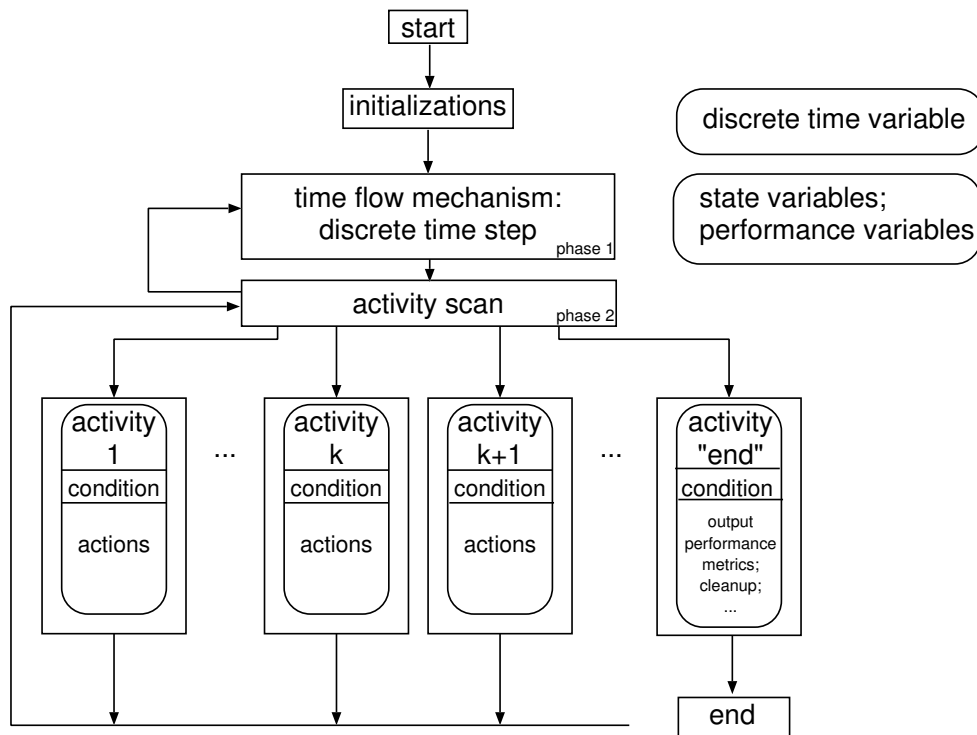 start
initializations
discrete time variable
time flow mechanism:
discrete time step
phase 1
state variables;
performance variables
activity scan
phase 2
activity
1
condition
actions
...
activity
k
condition
actions
activity
k+1
condition
actions
...
activity
"end"
condition
output
performance
metrics;
cleanup;
...
end